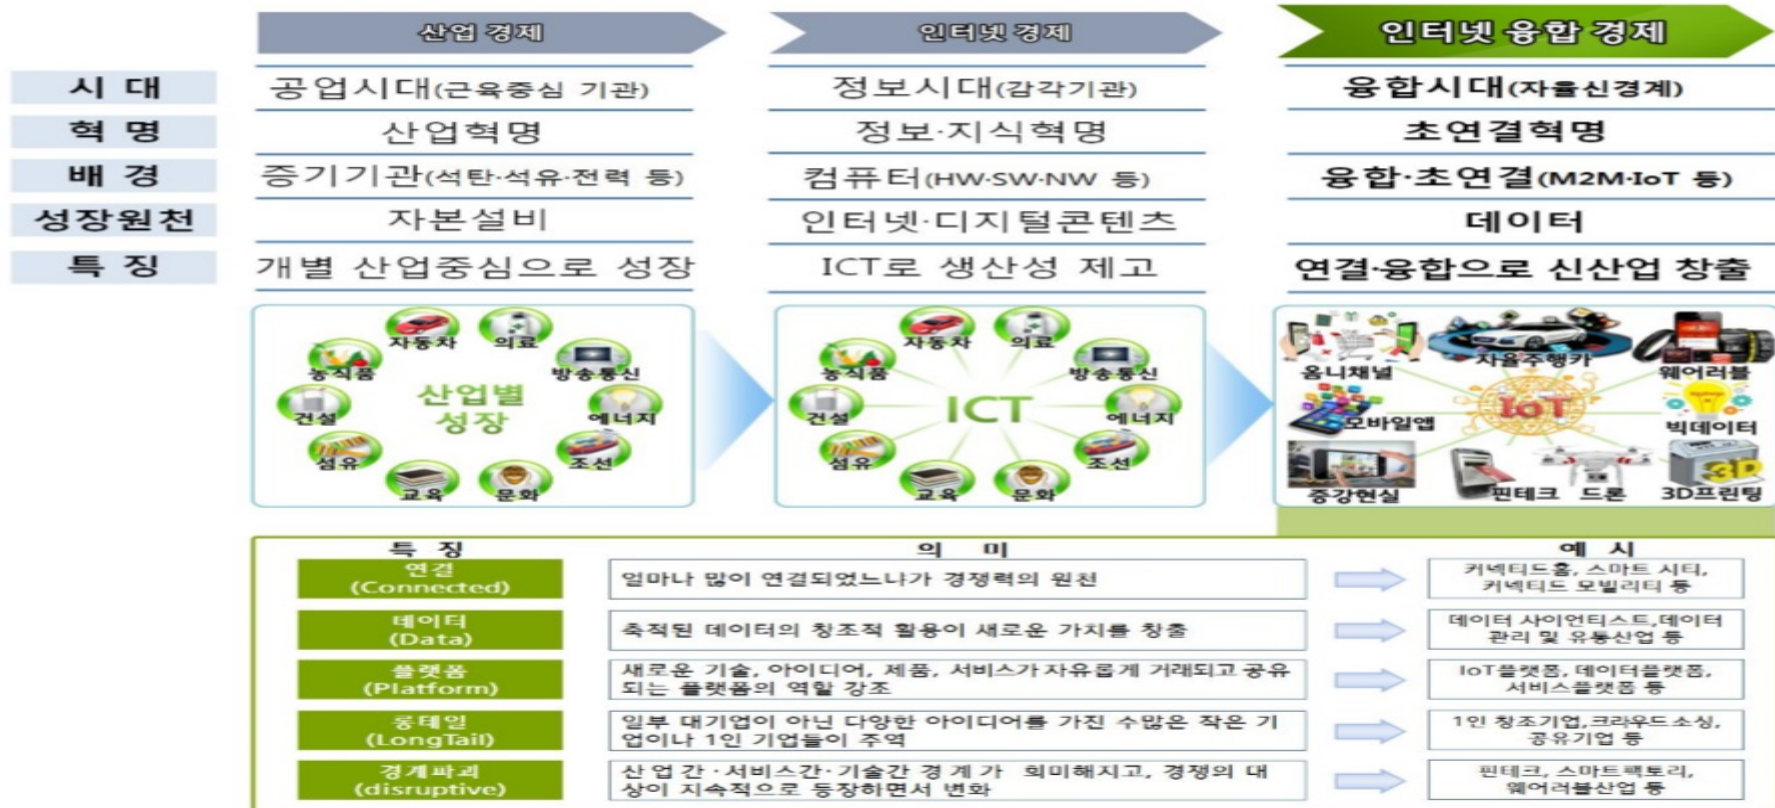 산업 경제 인터넷 경제 인터넷 융합 경제
시 대 공업시대(근육중심 기관) 정보시대(감각기관) 융합시대(자율신경계)
혁 명 산업혁명 정보·지식혁명 초연결혁명
배 경 증기기관(석탄·석유·전력 등) 컴퓨터(HW·SW·NW 등) 융합·초연결(M2M·IoT 등)
성장원천 자본설비 인터넷·디지털콘텐츠 데이터
특 징 개별 산업중심으로 성장 ICT로 생산성 제고 연결·융합으로 신산업 창출
자동차 의료
농식품 방송통신
산업별
성장
건설 에너지
섬유 조선
교육 문화
자동차 의료
농식품 방송통신
건설 ICT 에너지
섬유 조선
교육 문화
옴니채널 자율주행카 웨어러블
모바일앱 IoT 빅데이터
3D
증강현실 핀테크 드론 3D프린팅
특 징 의 미 예 시
연결
(Connected)
얼마나 많이 연결되었느냐가 경쟁력의 원천
커넥티드홈, 스마트 시티,
커넥티드 모빌리티 등
데이터
(Data)
축적된 데이터의 창조적 활용이 새로운 가치를 창출
데이터 사이언티스트,데이터
관리 및 유통산업 등
플랫폼
(Platform)
새로운 기술, 아이디어, 제품, 서비스가 자유롭게 거래되고 공유
되는 플랫폼의 역할 강조
IoT플랫폼, 데이터플랫폼,
서비스플랫폼 등
롱테일
(LongTail)
일부 대기업이 아닌 다양한 아이디어를 가진 수많은 작은 기
업이나 1인 기업들이 주역
1인 창조기업,크라우드 소싱,
공유기업 등
경계파괴
(disruptive)
산업간·서비스간·기술간 경계가 희미해지고, 경쟁의 대
상이 지속적으로 등장하면서 변화
핀테크, 스마트팩토리,
웨어러블산업 등